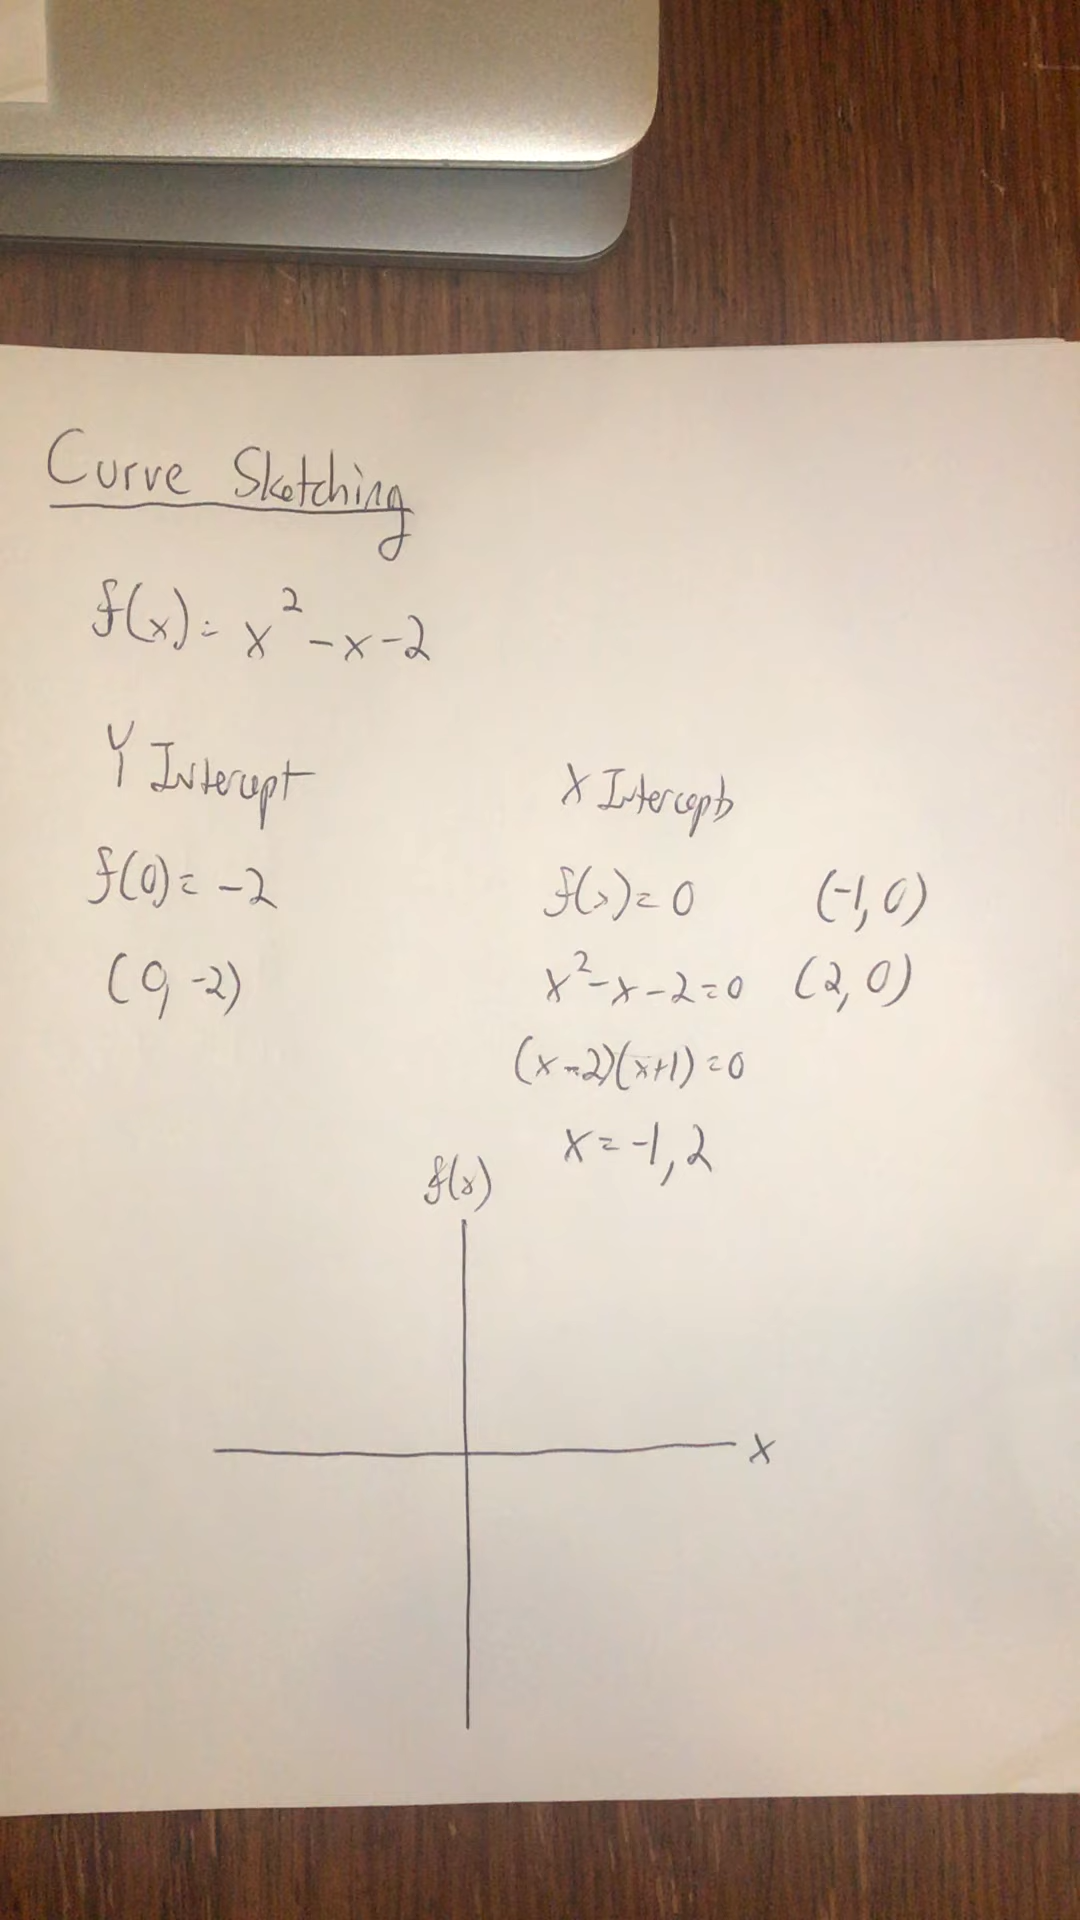 Curve Sketching
f(x) = x² - x - 2
Y Intercept
f(0) = -2
(0, -2)
X Intercepts
f(x) = 0
x² - x - 2 = 0
(x - 2)(x + 1) = 0
x = -1, 2
(-1, 0)
(2, 0)
f(x)
x